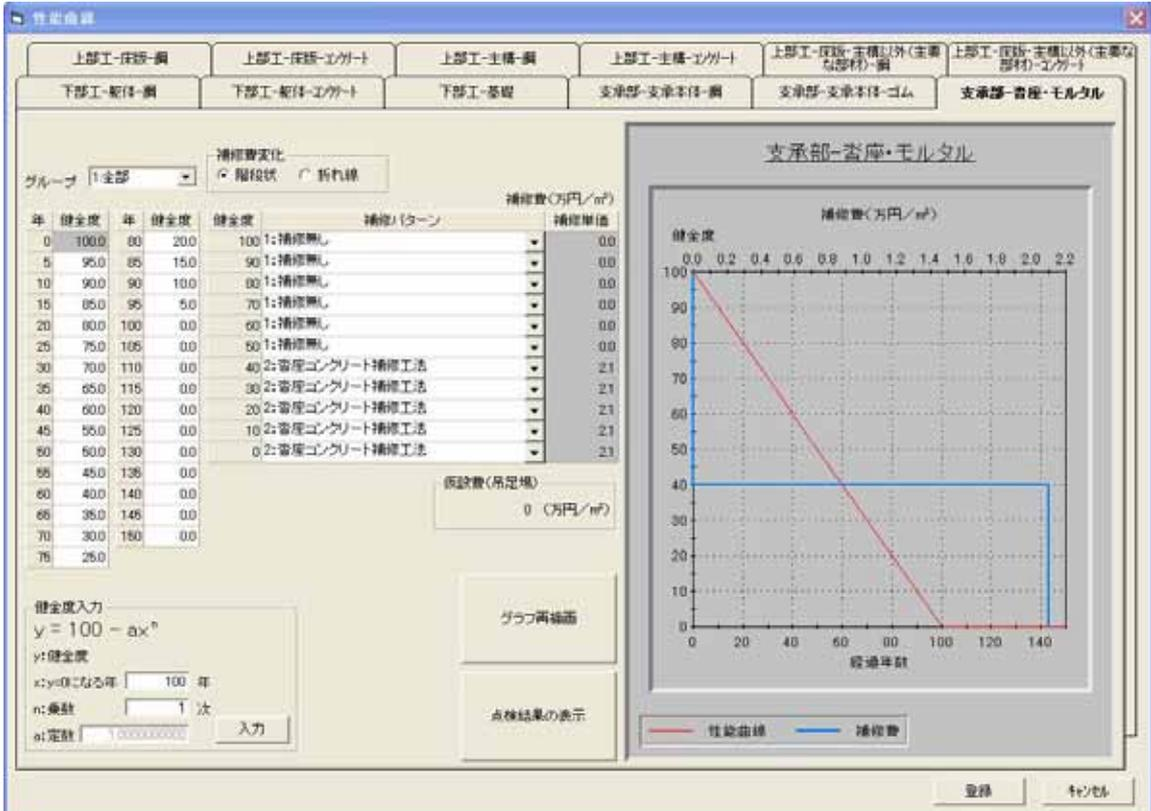 性能曲線
上部工-床版-鋼
上部工-床版-コンクリート
上部工-主構-鋼
上部工-主構-コンクリート
上部工-床版・主構以外(主要な部材)-鋼
上部工-床版・主構以外(主要な部材)-コンクリート
下部工-躯体-鋼
下部工-躯体-コンクリート
下部工-基礎
支承部-支承本体-鋼
支承部-支承本体-ゴム
支承部-沓座・モルタル
グループ 1:全部
補修費変化
階段状 折れ線
補修費(万円/㎡)
年 健全度 年 健全度
0 100.0 80 20.0
5 95.0 85 15.0
10 90.0 90 10.0
15 85.0 95 5.0
20 80.0 100 0.0
25 75.0 105 0.0
30 70.0 110 0.0
35 65.0 115 0.0
40 60.0 120 0.0
45 55.0 125 0.0
50 50.0 130 0.0
55 45.0 135 0.0
60 40.0 140 0.0
65 35.0 145 0.0
70 30.0 150 0.0
75 25.0
健全度 補修パターン 補修単価
100 1:補修無し 0.0
90 1:補修無し 0.0
80 1:補修無し 0.0
70 1:補修無し 0.0
60 1:補修無し 0.0
50 1:補修無し 0.0
40 2:沓座コンクリート補修工法 2.1
30 2:沓座コンクリート補修工法 2.1
20 2:沓座コンクリート補修工法 2.1
10 2:沓座コンクリート補修工法 2.1
0 2:沓座コンクリート補修工法 2.1
仮設費(吊足場)
0 (万円/㎡)
健全度入力
y = 100 - axⁿ
y:健全度
x:y=0になる年 100 年
n:乗数 1 次
a:定数
入力
グラフ再描画
点検結果の表示
支承部-沓座・モルタル
補修費(万円/㎡)
健全度
0.0 0.2 0.4 0.6 0.8 1.0 1.2 1.4 1.6 1.8 2.0 2.2
100
90
80
70
60
50
40
30
20
10
0
0 20 40 60 80 100 120 140
経過年数
性能曲線 補修費
登録 キャンセル